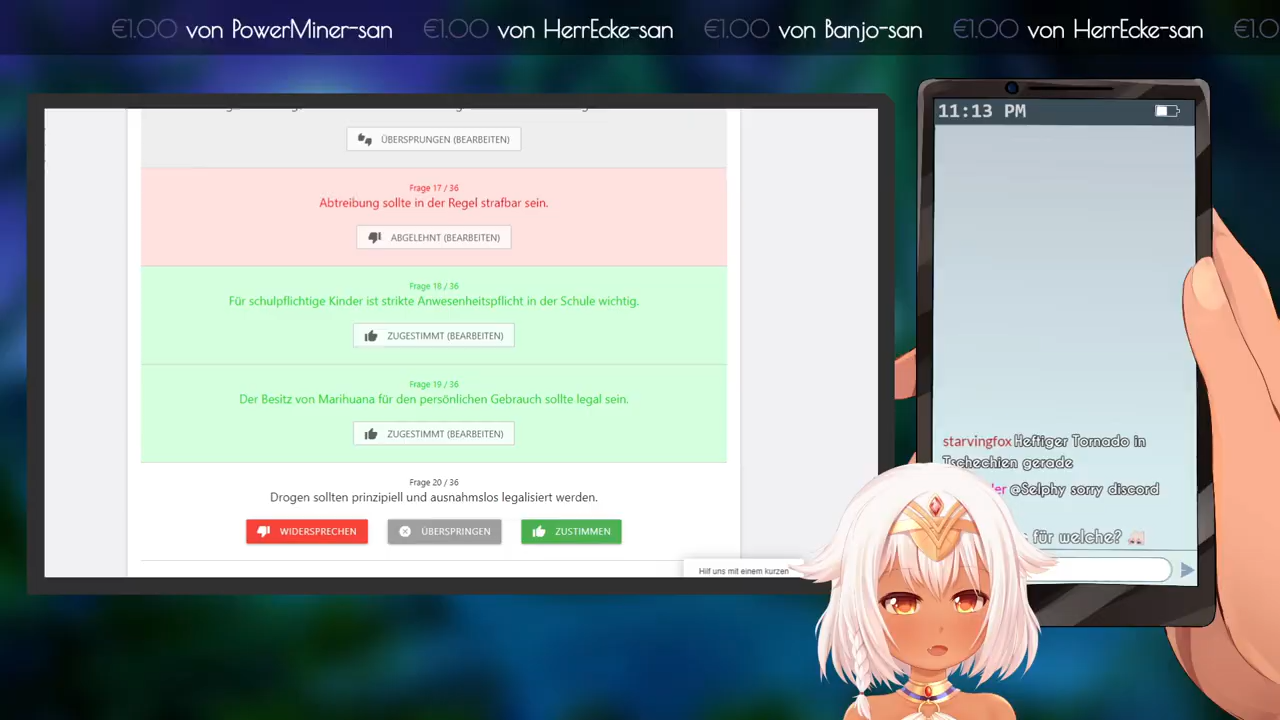 €1.00 von PowerMiner-san €1.00 von HerrEcke-san €1.00 von Banjo-san €1.00 von HerrEcke-san
ÜBERSPRUNGEN (BEARBEITEN)
Frage 17 / 36
Abtreibung sollte in der Regel strafbar sein.
ABGELEHNT (BEARBEITEN)
Frage 18 / 36
Für schulpflichtige Kinder ist strikte Anwesenheitspflicht in der Schule wichtig.
ZUGESTIMMT (BEARBEITEN)
Frage 19 / 36
Der Besitz von Marihuana für den persönlichen Gebrauch sollte legal sein.
ZUGESTIMMT (BEARBEITEN)
Frage 20 / 36
Drogen sollten prinzipiell und ausnahmslos legalisiert werden.
WIDERSPRECHEN ÜBERSPRINGEN ZUSTIMMEN
Hilf uns mit einem kurzen
11:13 PM
starvingfox Heftiger Tornado in
Tschechien gerade
@Selphy sorry discord
für welche?